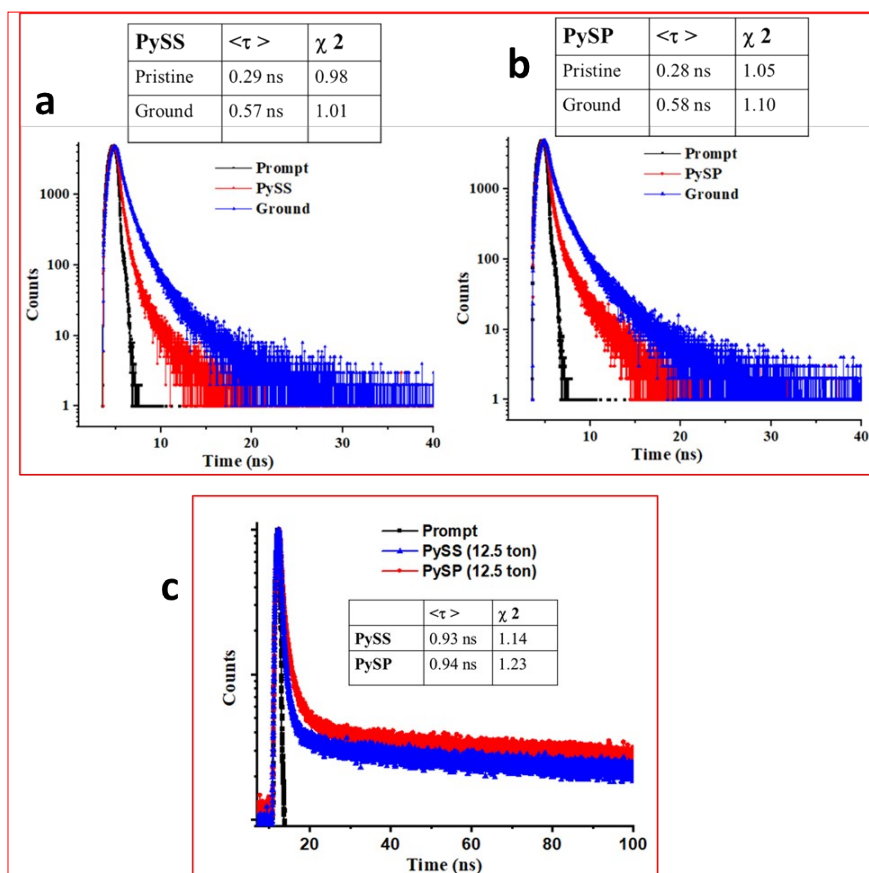 PySS <τ > χ 2
Pristine 0.29 ns 0.98
Ground 0.57 ns 1.01
a
Prompt
PySS
Ground
Counts
1000
100
10
1
10 20 30 40
Time (ns)
PySP <τ > χ 2
Pristine 0.28 ns 1.05
Ground 0.58 ns 1.10
b
Prompt
PySP
Ground
Counts
1000
100
10
1
10 20 30 40
Time (ns)
c
Prompt
PySS (12.5 ton)
PySP (12.5 ton)
<τ > χ 2
PySS 0.93 ns 1.14
PySP 0.94 ns 1.23
Counts
20 40 60 80 100
Time (ns)